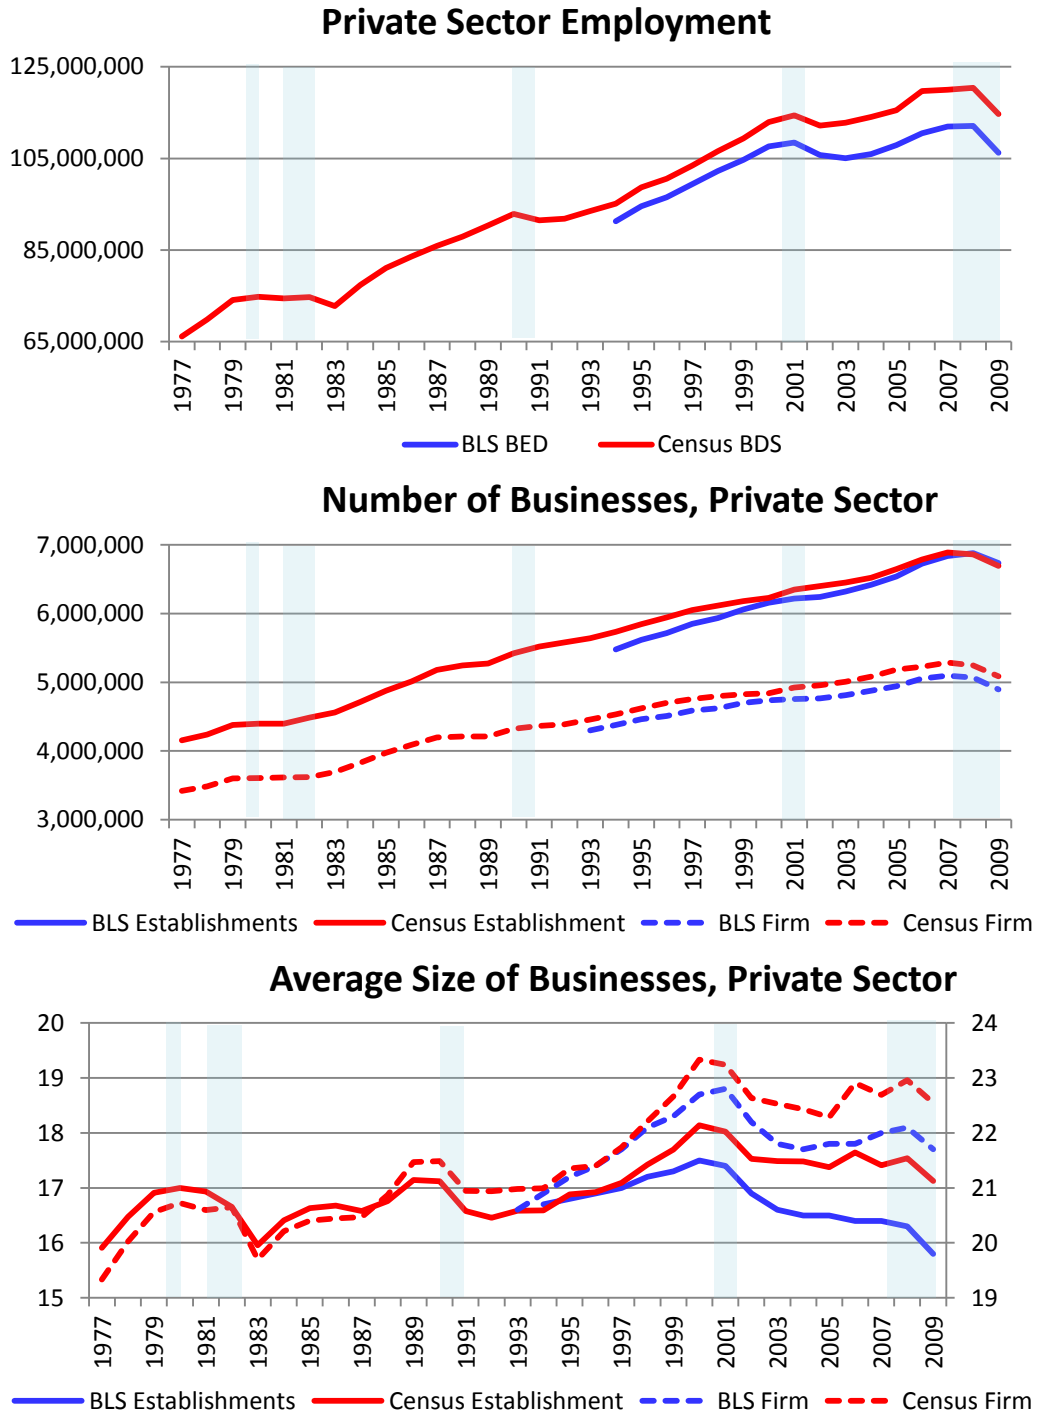 Private Sector Employment
125,000,000
105,000,000
85,000,000
65,000,000
1977 1979 1981 1983 1985 1987 1989 1991 1993 1995 1997 1999 2001 2003 2005 2007 2009
BLS BED Census BDS
Number of Businesses, Private Sector
7,000,000
6,000,000
5,000,000
4,000,000
3,000,000
1977 1979 1981 1983 1985 1987 1989 1991 1993 1995 1997 1999 2001 2003 2005 2007 2009
BLS Establishments Census Establishment BLS Firm Census Firm
Average Size of Businesses, Private Sector
20 24
19 23
18 22
17 21
16 20
15 19
1977 1979 1981 1983 1985 1987 1989 1991 1993 1995 1997 1999 2001 2003 2005 2007 2009
BLS Establishments Census Establishment BLS Firm Census Firm